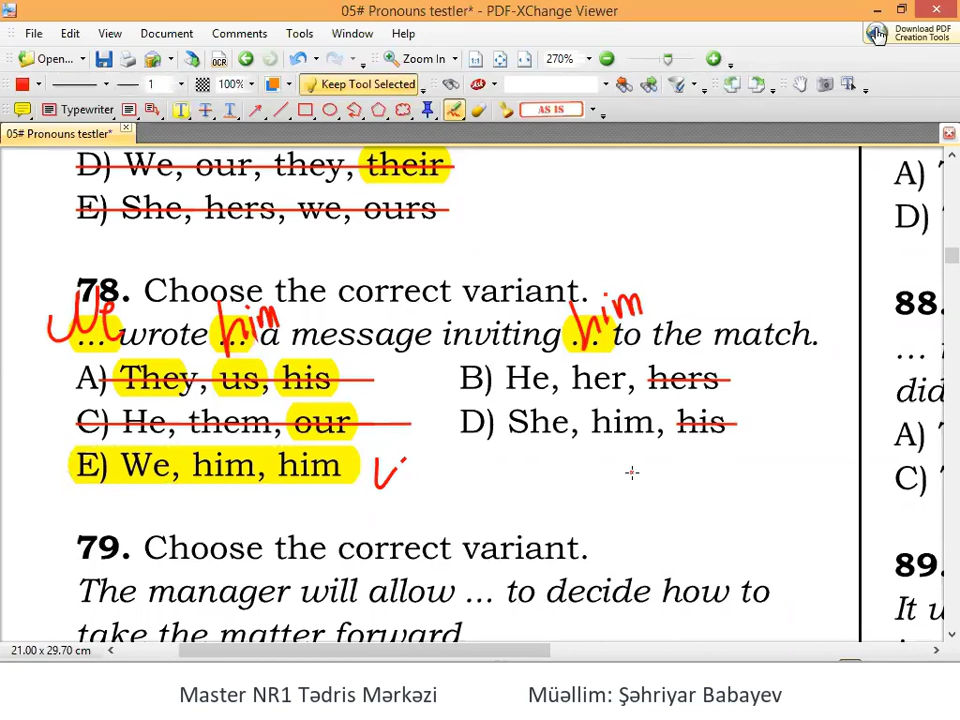 05# Pronouns testler* - PDF-XChange Viewer
File Edit View Document Comments Tools Window Help
Download PDF
Creation Tools
Open...
OCR
Zoom In
270%
1
100%
Keep Tool Selected
Typewriter
T T T
AS IS
05# Pronouns testler*
D) We, our, they, their
E) She, hers, we, ours
78. Choose the correct variant.
We him him
... wrote ... a message inviting ... to the match.
A) They, us, his B) He, her, hers
C) He, them, our D) She, him, his
E) We, him, him
79. Choose the correct variant.
The manager will allow ... to decide how to
take the matter forward.
A)
D)
88.
...
did
A)
C)
89.
It
21.00 x 29.70 cm
Master NR1 Tədris Mərkəzi Müəllim: Şəhriyar Babayev